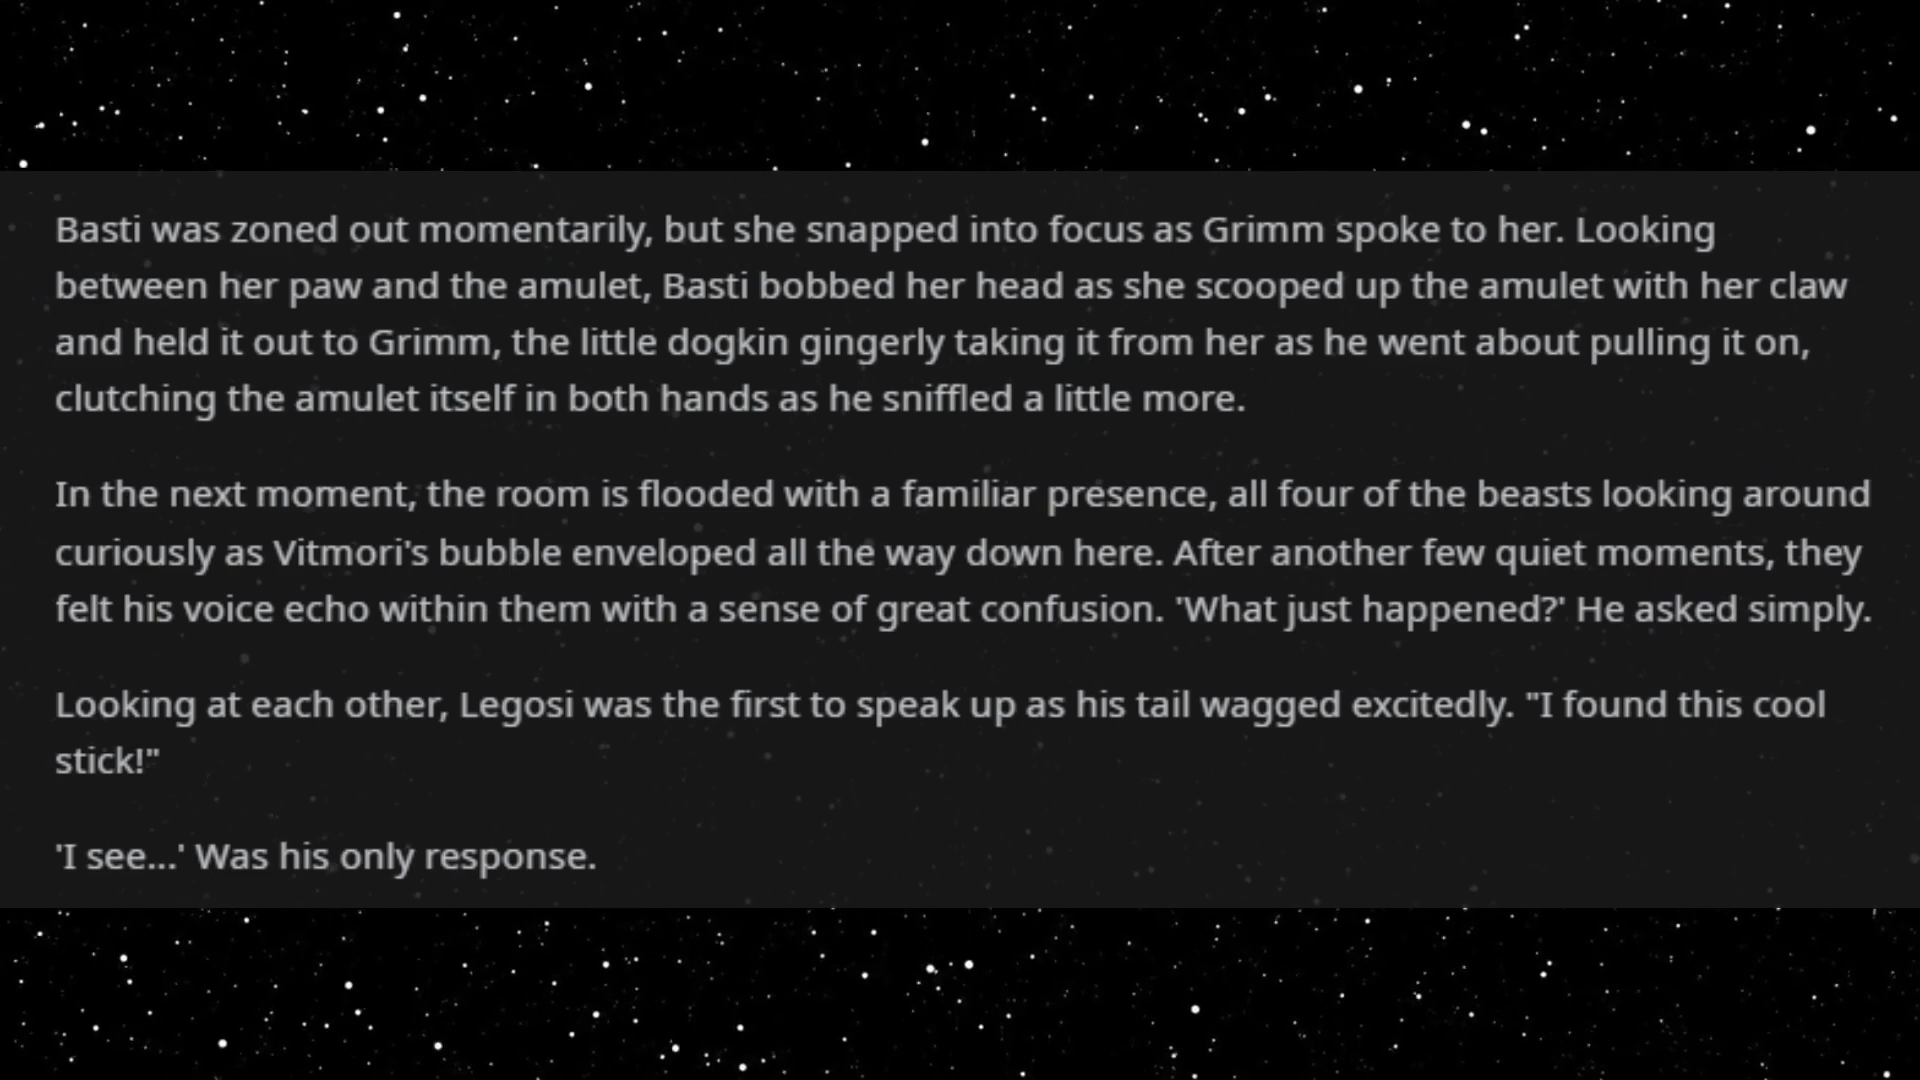 Basti was zoned out momentarily, but she snapped into focus as Grimm spoke to her. Looking
between her paw and the amulet, Basti bobbed her head as she scooped up the amulet with her claw
and held it out to Grimm, the little dogkin gingerly taking it from her as he went about pulling it on,
clutching the amulet itself in both hands as he sniffled a little more.
In the next moment, the room is flooded with a familiar presence, all four of the beasts looking around
curiously as Vitmori's bubble enveloped all the way down here. After another few quiet moments, they
felt his voice echo within them with a sense of great confusion. 'What just happened?' He asked simply.
Looking at each other, Legosi was the first to speak up as his tail wagged excitedly. "I found this cool
stick!"
'I see...' Was his only response.